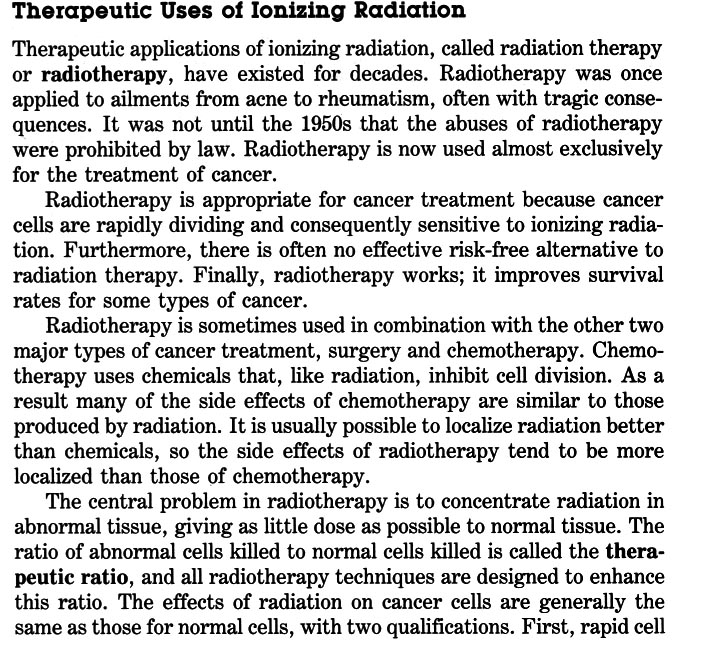 Therapeutic Uses of Ionizing Radiation
Therapeutic applications of ionizing radiation, called radiation therapy
or radiotherapy, have existed for decades. Radiotherapy was once
applied to ailments from acne to rheumatism, often with tragic conse-
quences. It was not until the 1950s that the abuses of radiotherapy
were prohibited by law. Radiotherapy is now used almost exclusively
for the treatment of cancer.
Radiotherapy is appropriate for cancer treatment because cancer
cells are rapidly dividing and consequently sensitive to ionizing radia-
tion. Furthermore, there is often no effective risk-free alternative to
radiation therapy. Finally, radiotherapy works; it improves survival
rates for some types of cancer.
Radiotherapy is sometimes used in combination with the other two
major types of cancer treatment, surgery and chemotherapy. Chemo-
therapy uses chemicals that, like radiation, inhibit cell division. As a
result many of the side effects of chemotherapy are similar to those
produced by radiation. It is usually possible to localize radiation better
than chemicals, so the side effects of radiotherapy tend to be more
localized than those of chemotherapy.
The central problem in radiotherapy is to concentrate radiation in
abnormal tissue, giving as little dose as possible to normal tissue. The
ratio of abnormal cells killed to normal cells killed is called the thera-
peutic ratio, and all radiotherapy techniques are designed to enhance
this ratio. The effects of radiation on cancer cells are generally the
same as those for normal cells, with two qualifications. First, rapid cell